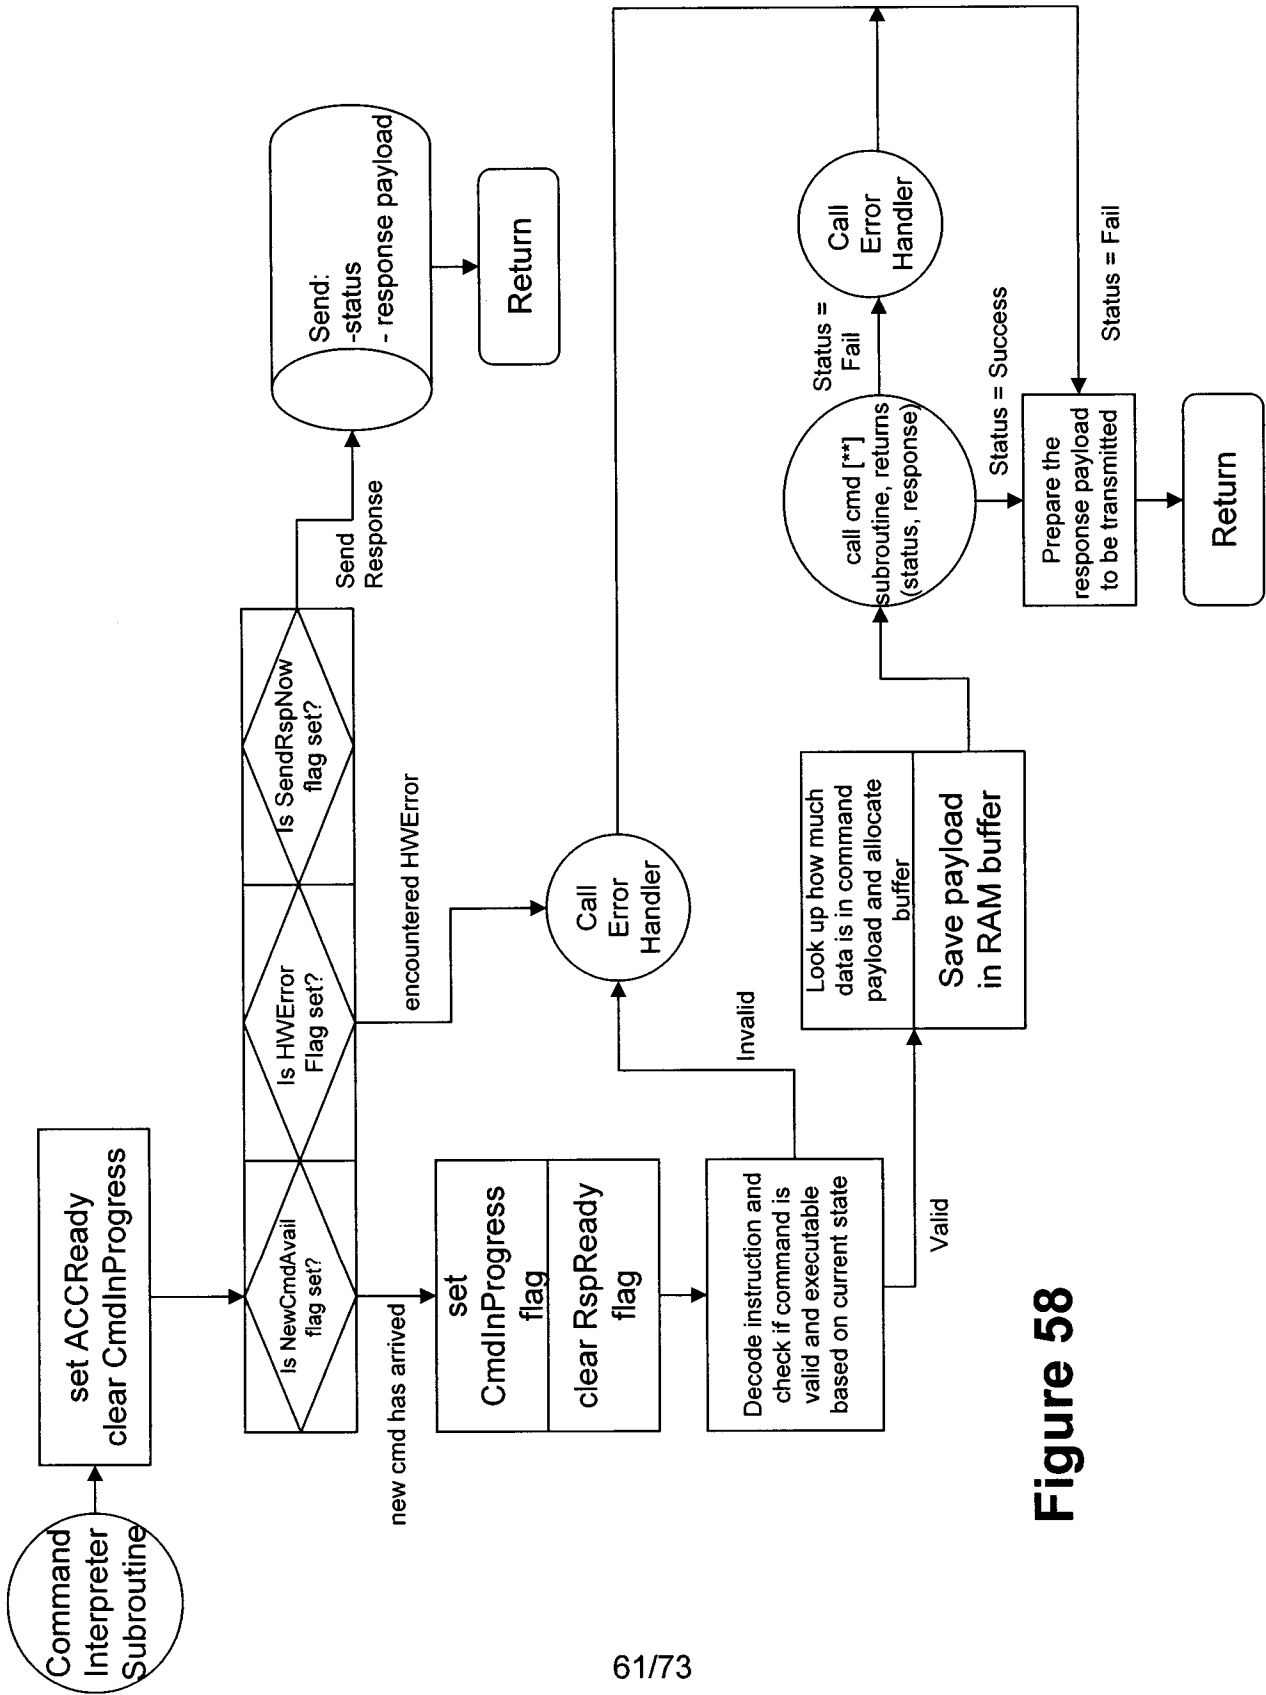 Command
Interpreter
Subroutine
set ACCReady
clear CmdInProgress
Is NewCmdAvail
flag set?
Is HWError
Flag set?
Is SendRspNow
flag set?
Send
Response
Send:
-status
- response payload
Return
new cmd has arrived
encountered HWError
set
CmdInProgress
flag
clear RspReady
flag
Call
Error
Handler
Decode instruction and
check if command is
valid and executable
based on current state
Invalid
Valid
Look up how much
data is in command
payload and allocate
buffer
Save payload
in RAM buffer
call cmd [**]
subroutine, returns
(status, response)
Status =
Fail
Call
Error
Handler
Status = Success
Status = Fail
Prepare the
response payload
to be transmitted
Return
Figure 58
61/73